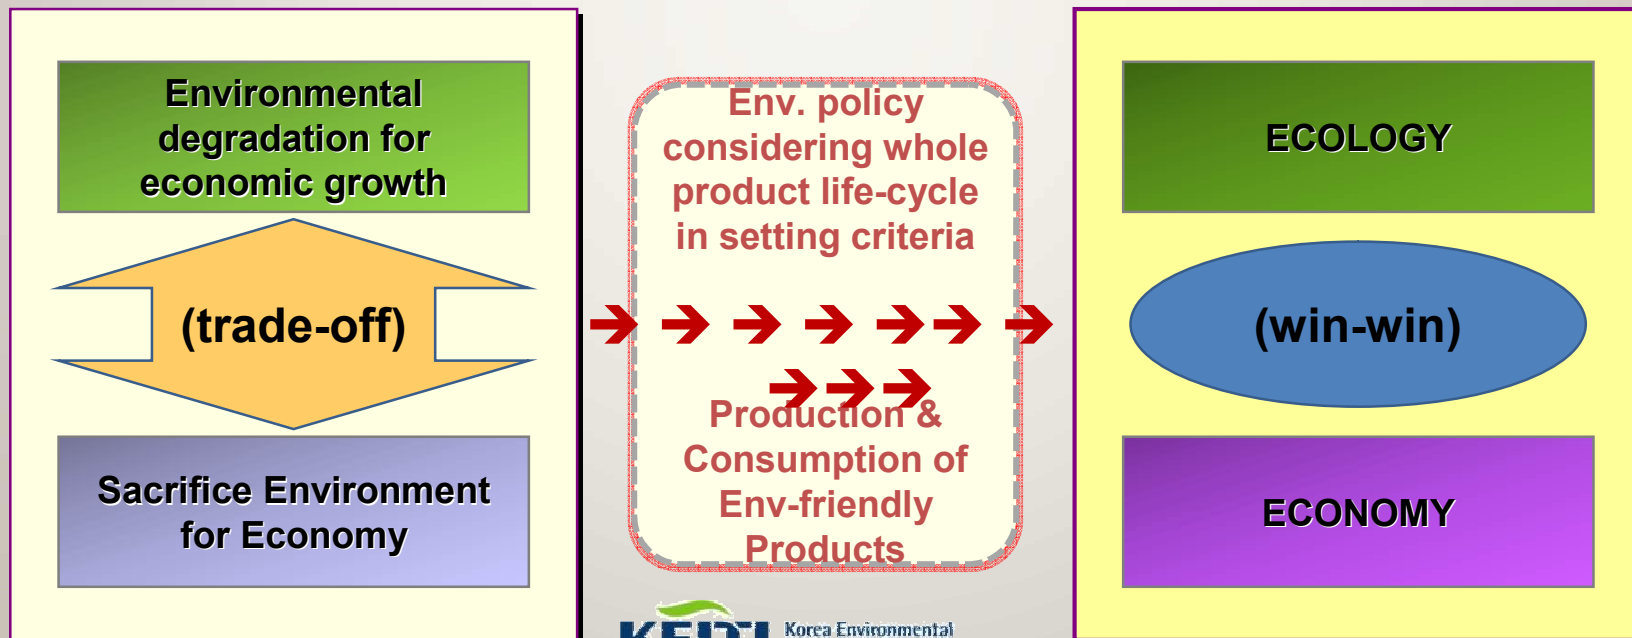 Environmental
degradation for
economic growth
(trade-off)
Sacrifice Environment
for Economy
Env. policy
considering whole
product life-cycle
in setting criteria
Production &
Consumption of
Env-friendly
Products
KEITI Korea Environmental
ECOLOGY
(win-win)
ECONOMY